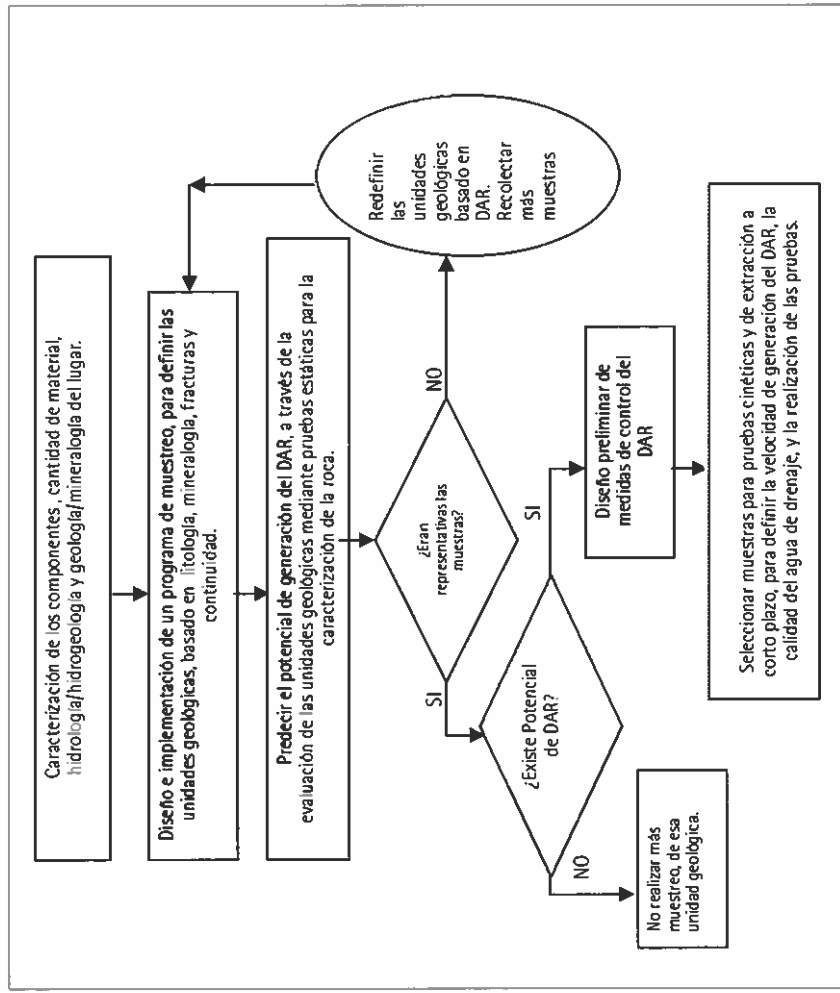 Caracterización de los componentes, cantidad de material,
hidrología/hidrogeología y geología/mineralogía del lugar.
Diseño e implementación de un programa de muestreo, para definir las
unidades geológicas, basado en litología, mineralogía, fracturas y
continuidad.
Predecir el potencial de generación del DAR, a través de la
evaluación de las unidades geológicas mediante pruebas estáticas para la
caracterización de la roca.
¿Eran
representativas las
muestras?
NO
Redefinir
las
unidades
geológicas
basado en
DAR.
Recolectar
más
muestras
SI
¿Existe Potencial
de DAR?
SI
Diseño preliminar de
medidas de control del
DAR
NO
No realizar más
muestreo, de esa
unidad geológica.
Seleccionar muestras para pruebas cinéticas y de extracción a
corto plazo, para definir la velocidad de generación del DAR, la
calidad del agua de drenaje, y la realización de las pruebas.